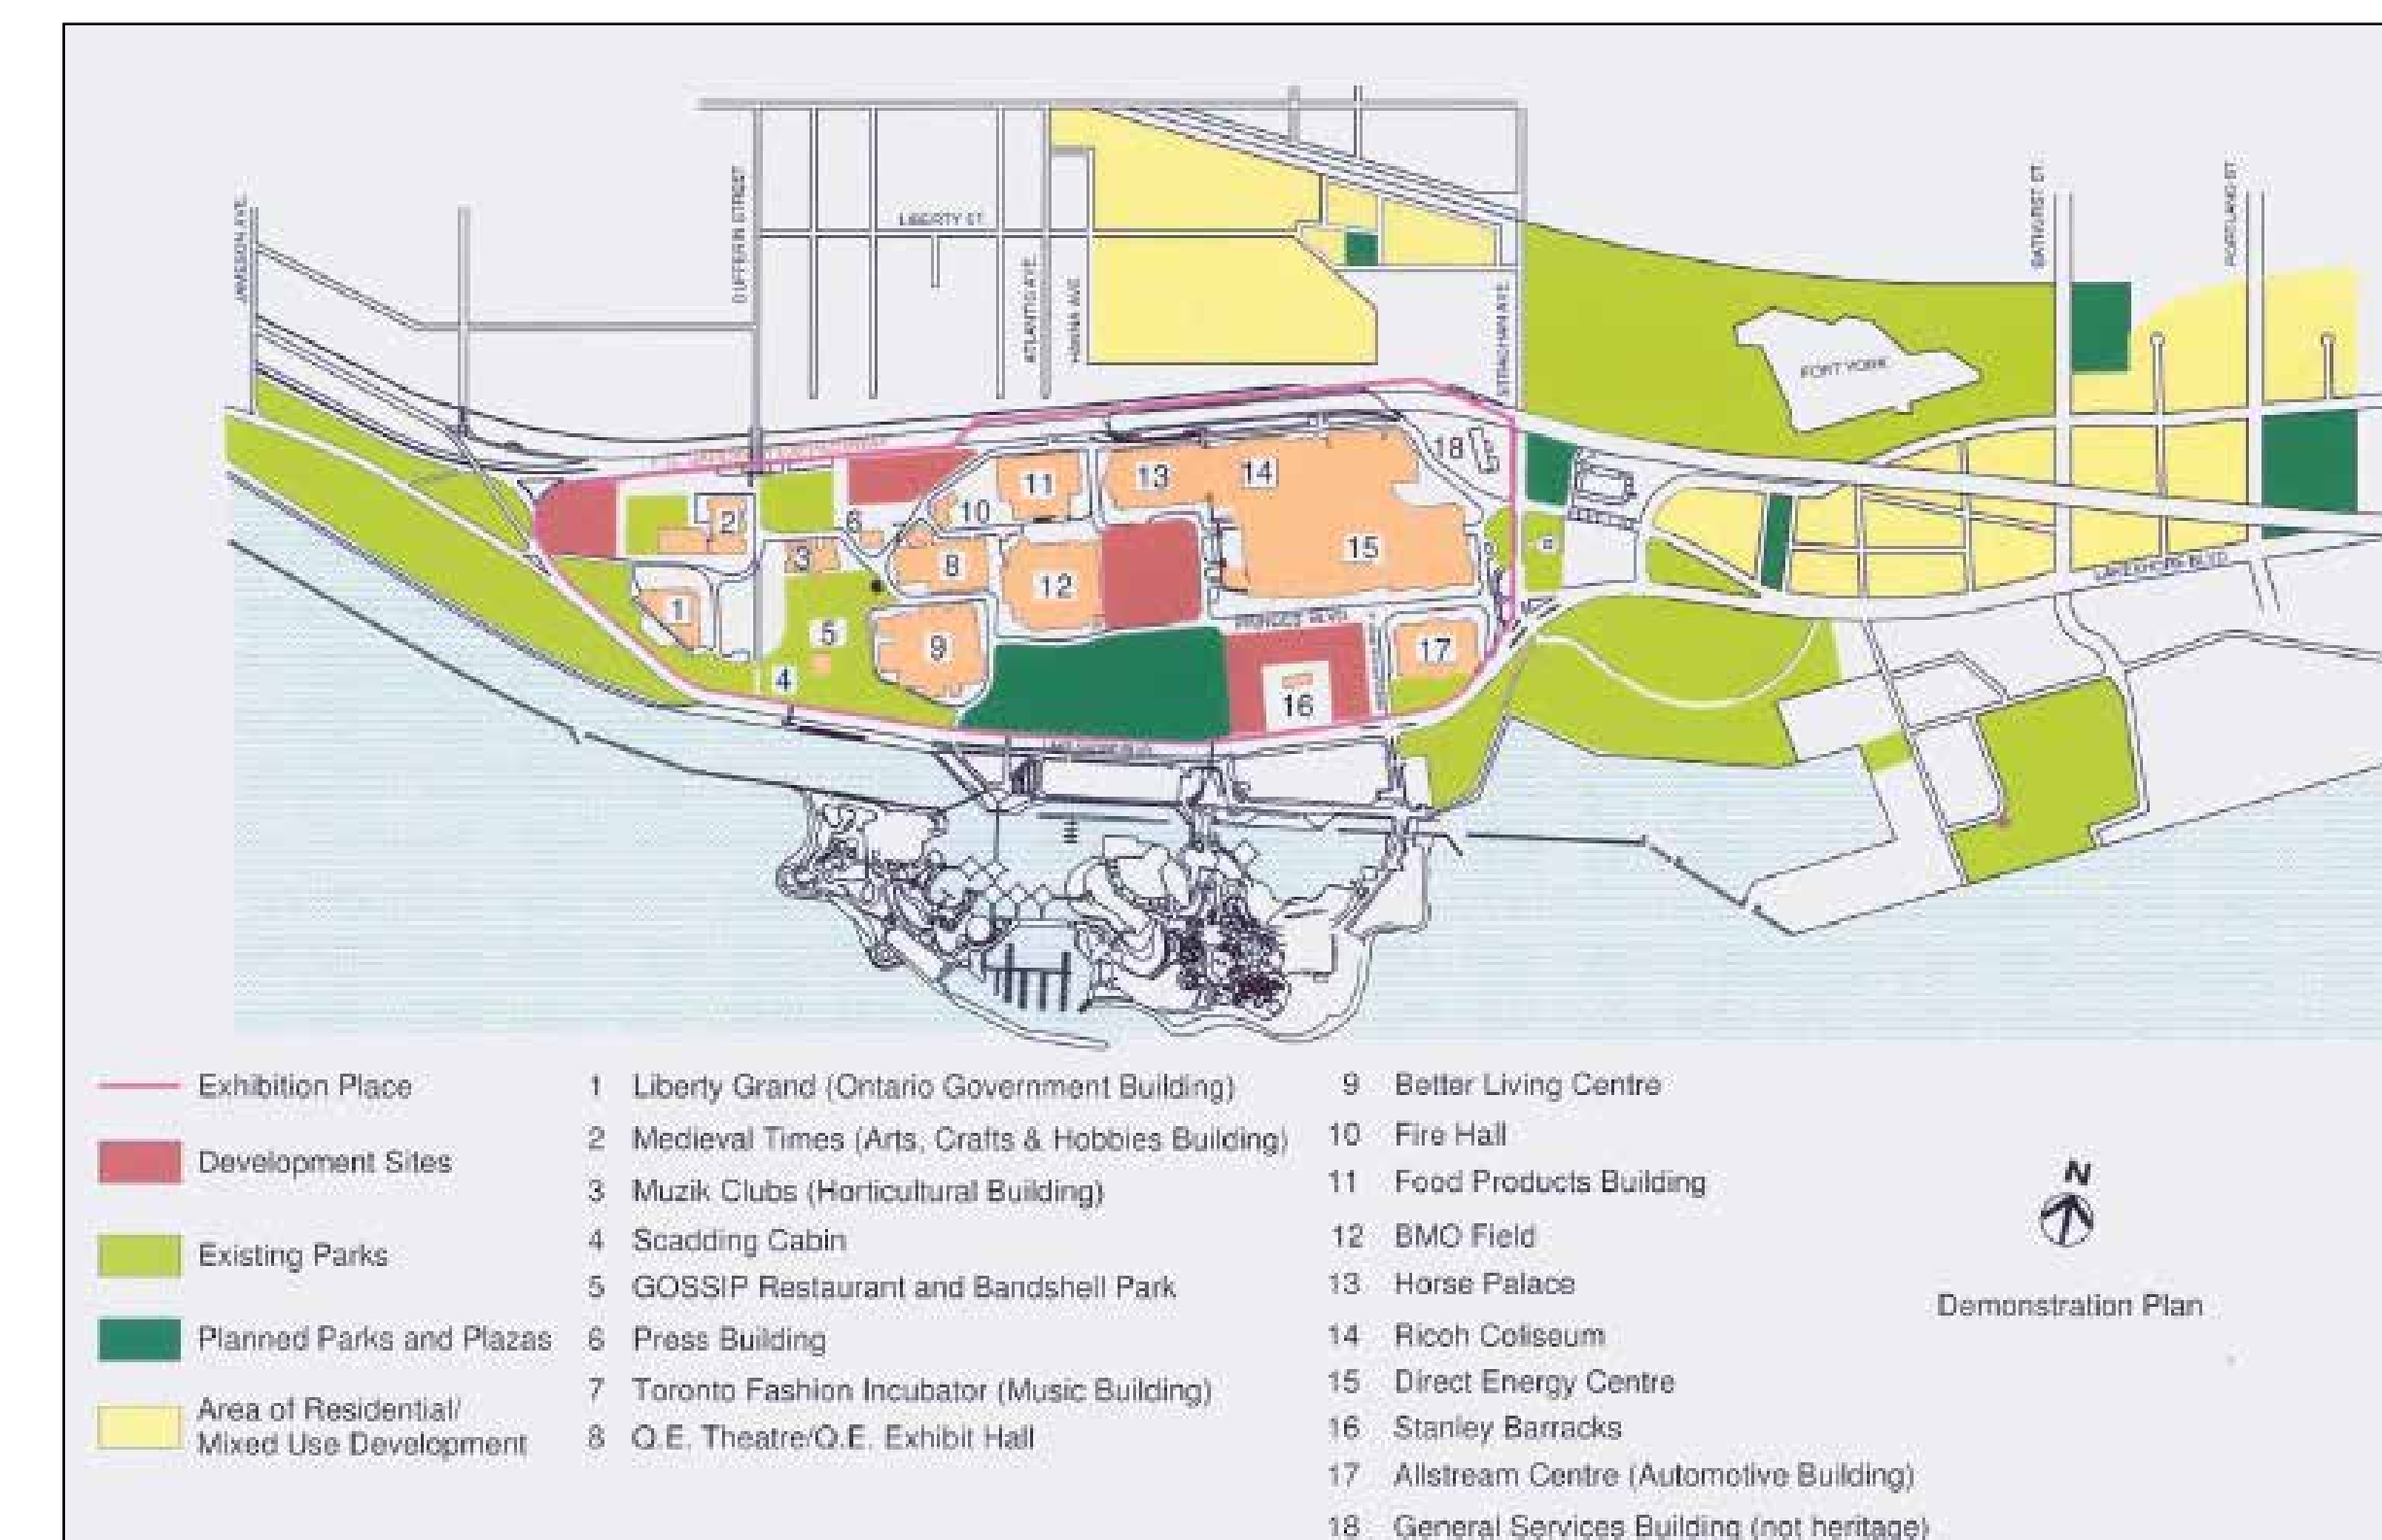 JAMESON AVE.
DUFFERIN STREET
LIBERTY ST.
ATLANTIC AVE.
HANNA AVE.
STRACHAN AVE.
BATHURST ST.
PORTLAND ST.
FORT YORK
LAKESHORE BLVD.
PRINCES' BLVD.
1
2
3
4
5
6
8
9
10
11
12
13
14
15
16
17
18
Exhibition Place
Development Sites
Existing Parks
Planned Parks and Plazas
Area of Residential/
Mixed Use Development
1 Liberty Grand (Ontario Government Building)
2 Medieval Times (Arts, Crafts & Hobbies Building)
3 Muzik Clubs (Horticultural Building)
4 Scadding Cabin
5 GOSSIP Restaurant and Bandshell Park
6 Press Building
7 Toronto Fashion Incubator (Music Building)
8 Q.E. Theatre/Q.E. Exhibit Hall
9 Better Living Centre
10 Fire Hall
11 Food Products Building
12 BMO Field
13 Horse Palace
14 Ricoh Coliseum
15 Direct Energy Centre
16 Stanley Barracks
17 Allstream Centre (Automotive Building)
18 General Services Building (not heritage)
N
Demonstration Plan